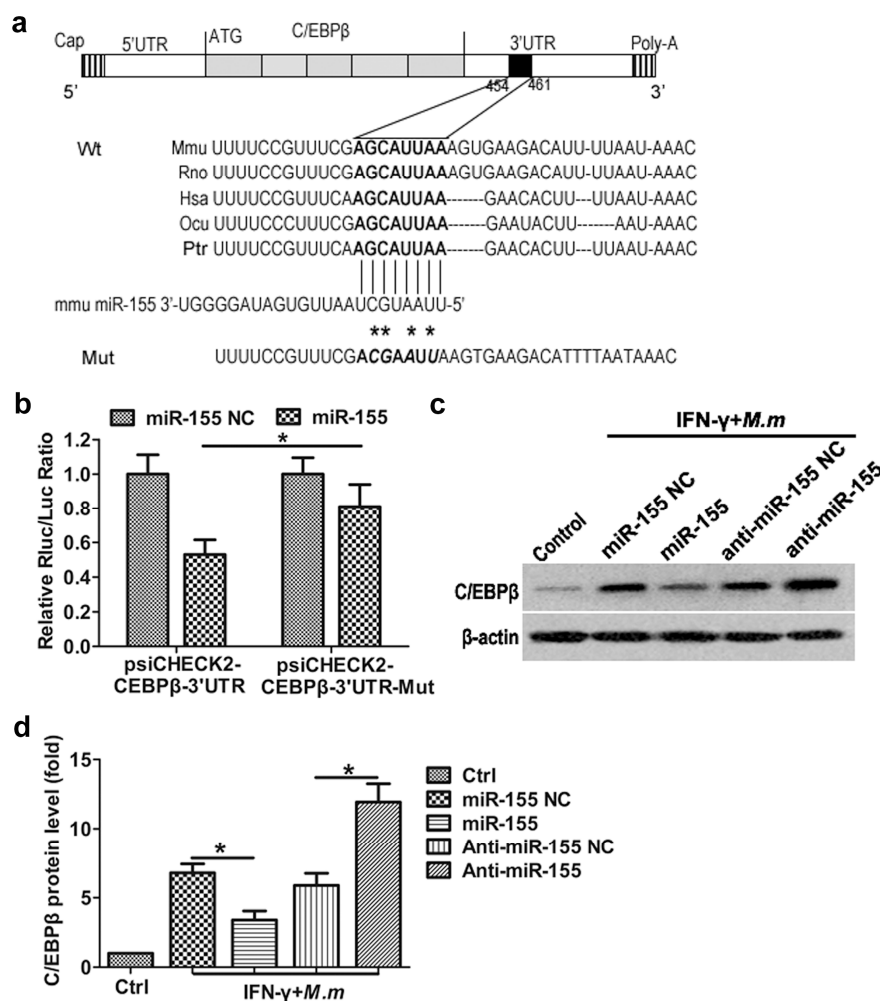 a
Cap 5'UTR ATG C/EBPβ 3'UTR Poly-A
454 461
5' 3'
Wt Mmu UUUUCCGUUUCGAGCAUUAAAGUGAAGACAUU-UUAAU-AAAC
Rno UUUUCCGUUUCGAGCAUUAAAGUGAAGACAUU-UUAAU-AAAC
Hsa UUUUCCGUUUCGAGCAUUAA-------GAACACUU---UUAAU-AAAC
Ocu UUUUCCGUUUCAAGCAUUAA-------GAAUACUU-------AAU-AAAC
Ptr UUUUCCGUUUCAAGCAUUAA-------GAACACUU---UUAAU-AAAC
mmu miR-155 3'-UGGGGAUAGUGUUAAUCGUAAUU-5'
** * *
Mut UUUUCCGUUUCGACGAAUUAAGTGAAGACATTTTAATAAAC
b
miR-155 NC miR-155
*
Relative Rluc/Luc Ratio
1.2
1.0
0.8
0.6
0.4
0.2
0.0
psiCHECK2-CEBPβ-3'UTR
psiCHECK2-CEBPβ-3'UTR-Mut
c
IFN-γ+M.m
Control miR-155 NC miR-155 anti-miR-155 NC anti-miR-155
C/EBPβ
β-actin
d
C/EBPβ protein level (fold)
15
10
5
0
* *
Ctrl IFN-γ+M.m
Ctrl
miR-155 NC
miR-155
Anti-miR-155 NC
Anti-miR-155